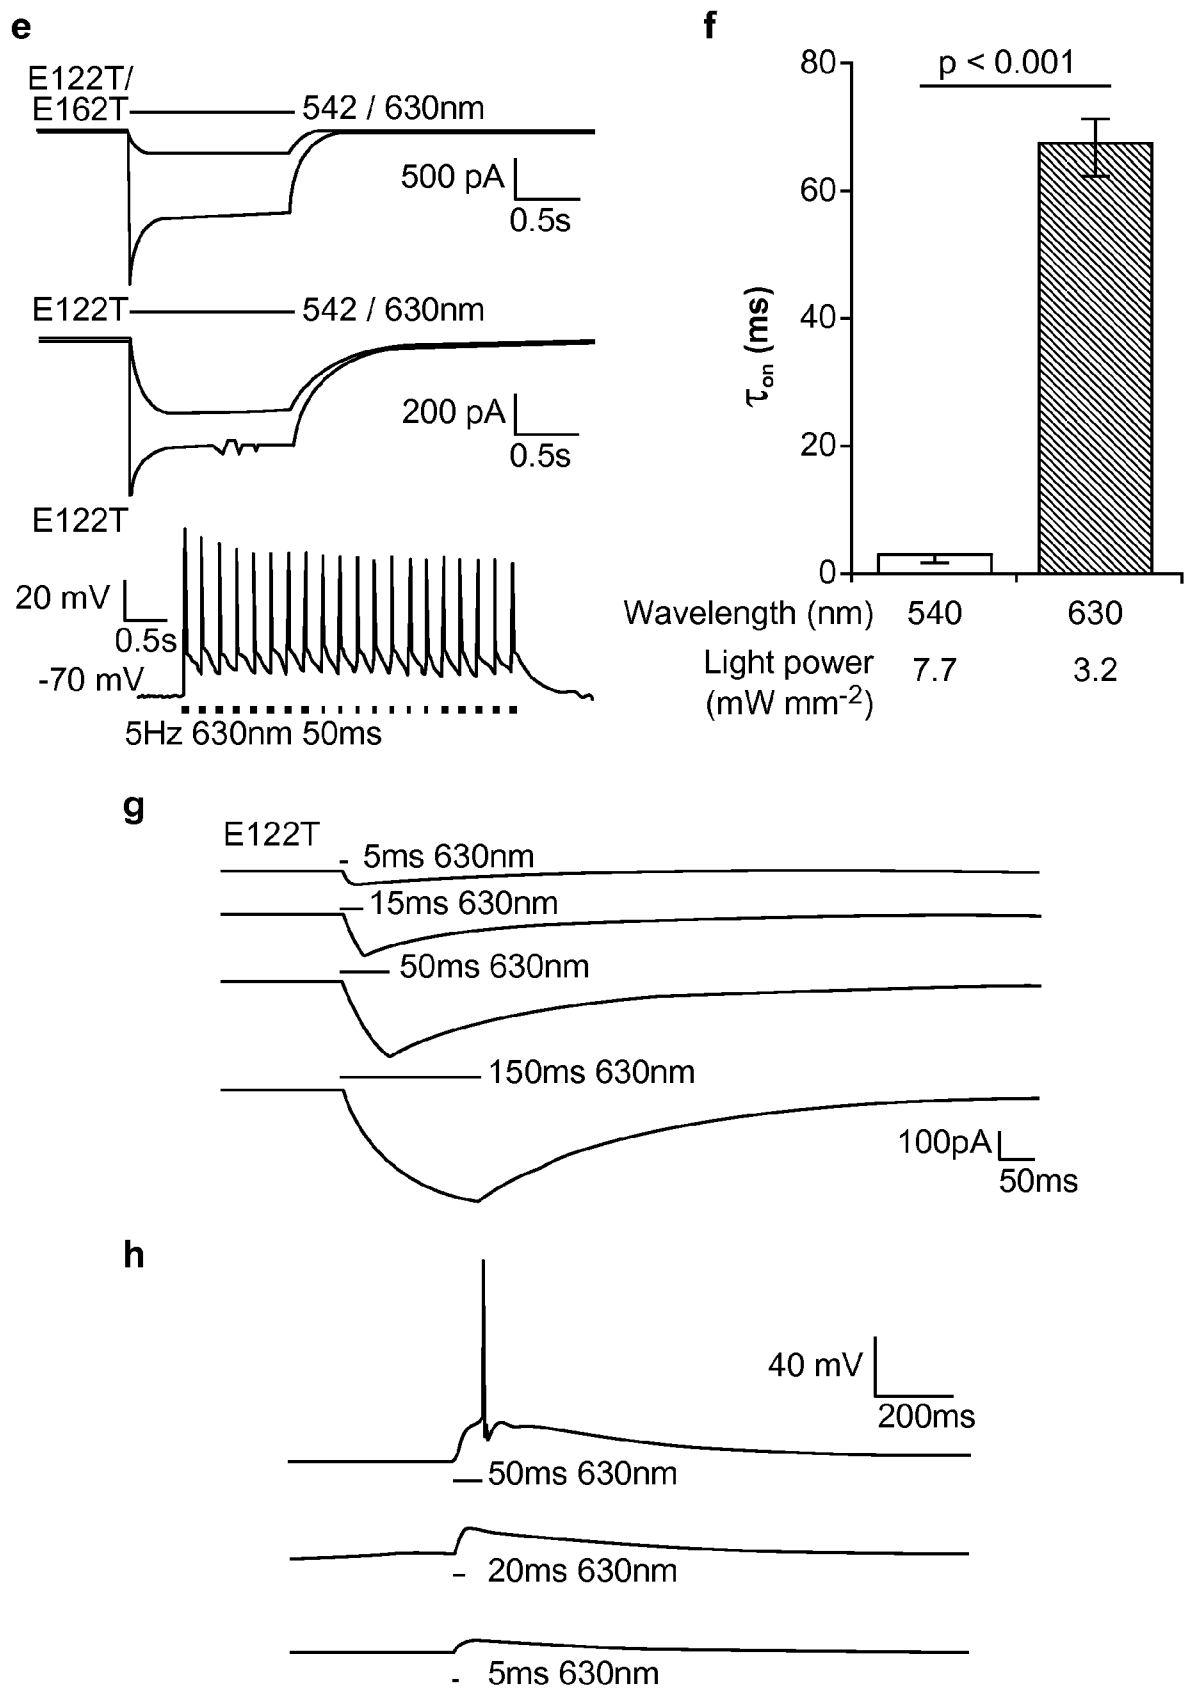 e
E122T/
E162T
542 / 630nm
500 pA
0.5s
E122T
542 / 630nm
200 pA
0.5s
E122T
20 mV
0.5s
-70 mV
5Hz 630nm 50ms
f
p < 0.001
80
60
40
20
0
τon (ms)
Wavelength (nm) 540 630
Light power 7.7 3.2
(mW mm-2)
g
E122T
5ms 630nm
15ms 630nm
50ms 630nm
150ms 630nm
100pA
50ms
h
40 mV
200ms
50ms 630nm
20ms 630nm
5ms 630nm